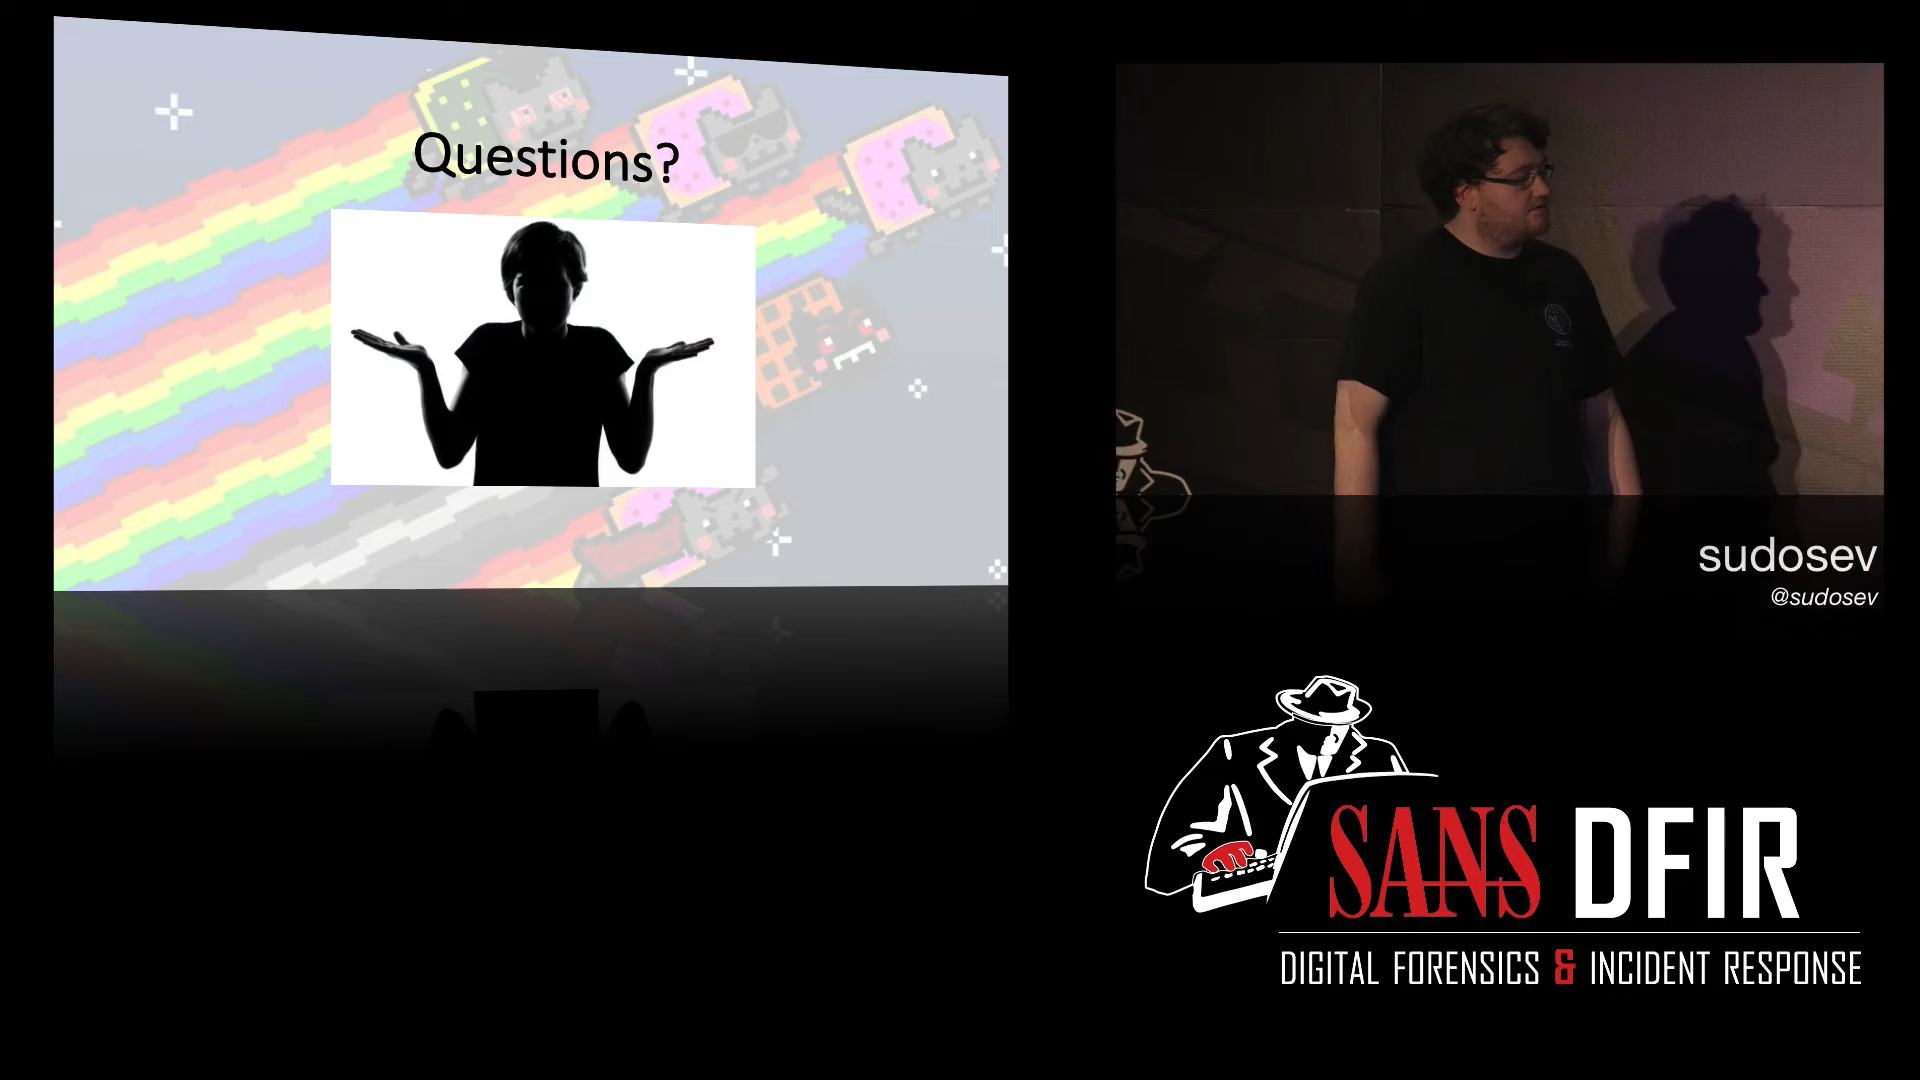 Questions?
sudosev
@sudosev
SANS DFIR
DIGITAL FORENSICS & INCIDENT RESPONSE